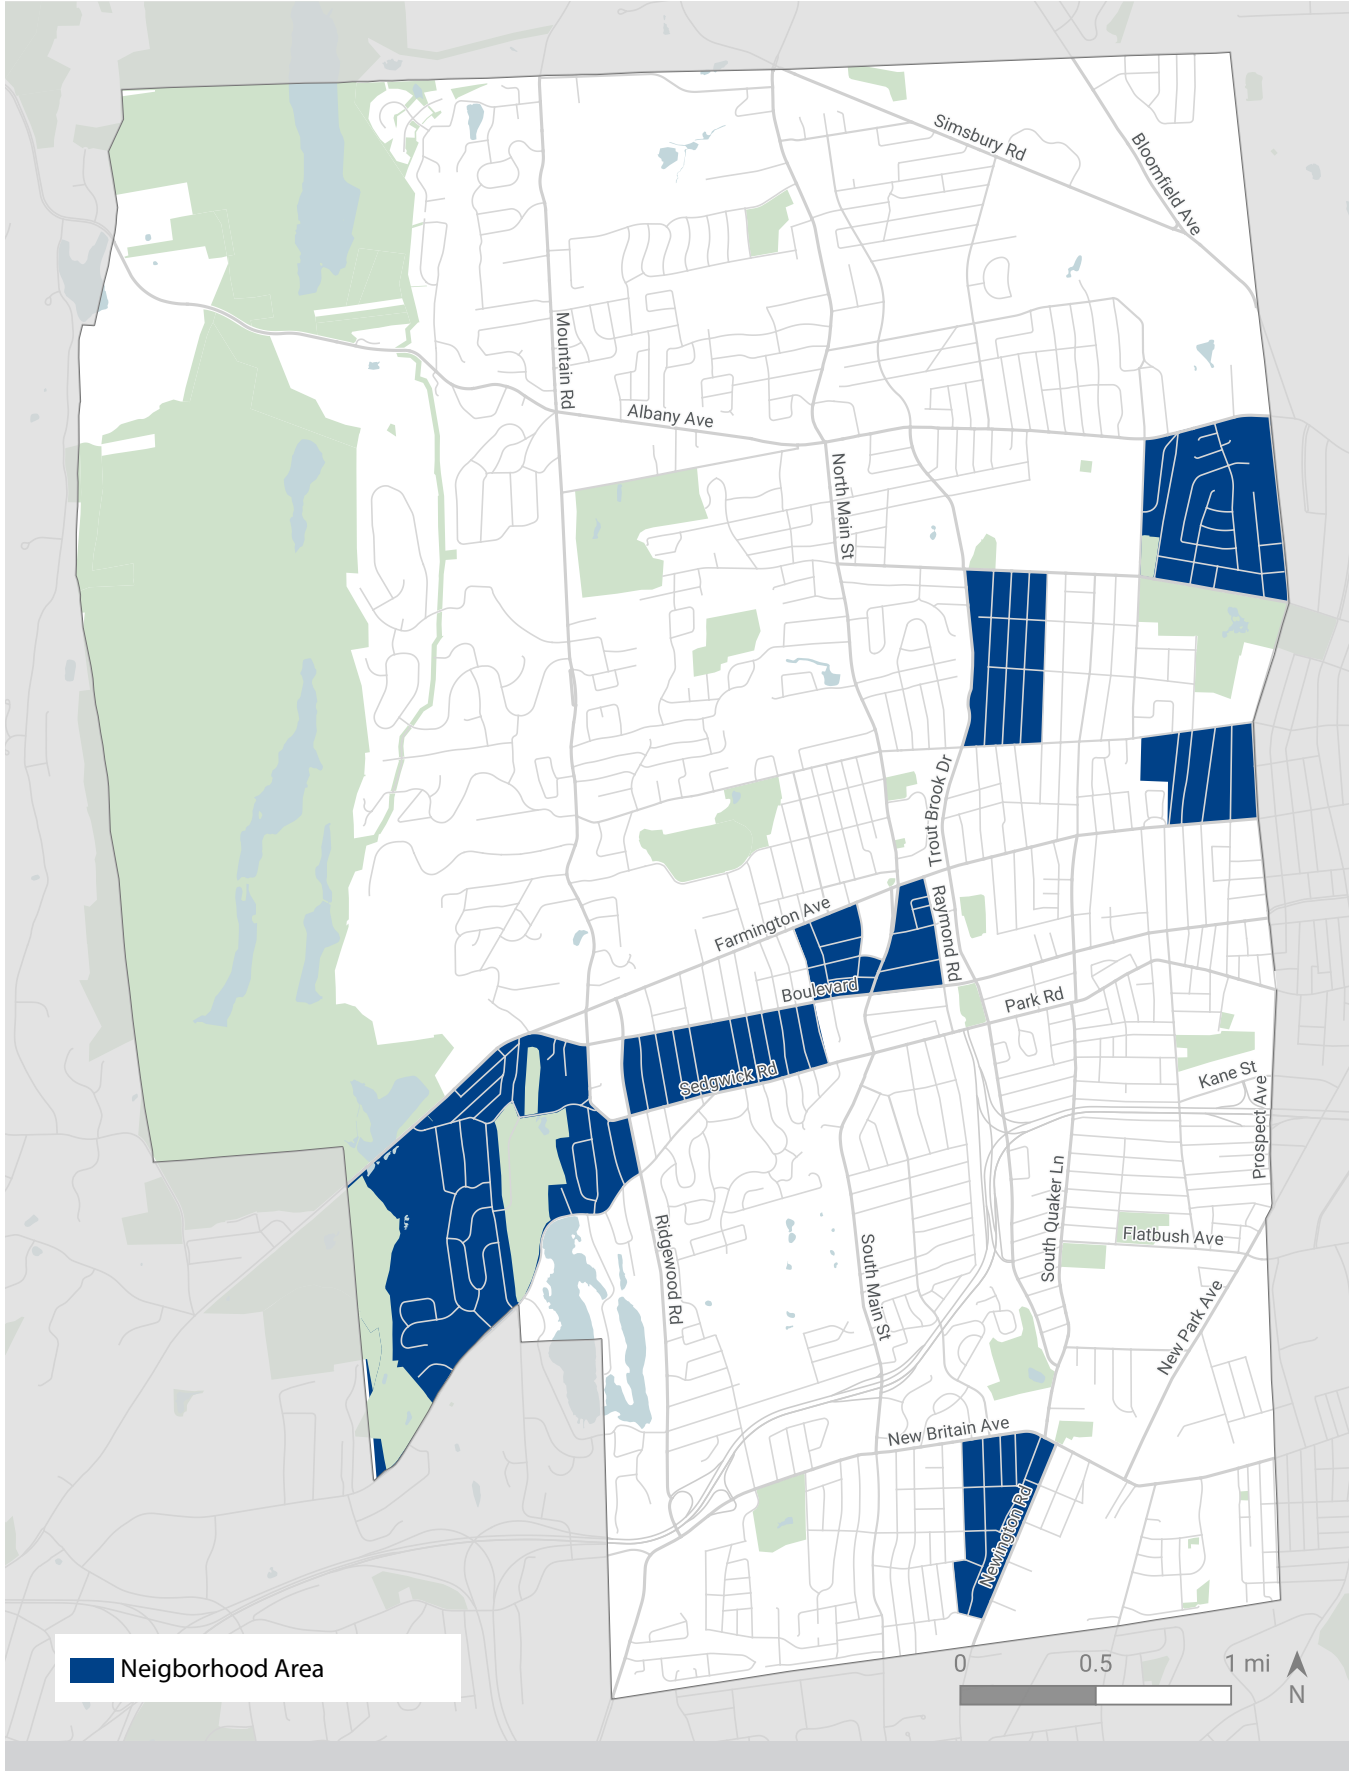 Simsbury Rd
Bloomfield Ave
Mountain Rd
Albany Ave
North Main St
Trout Brook Dr
Farmington Ave
Raymond Rd
Boulevard
Park Rd
Sedgwick Rd
Kane St
Prospect Ave
South Quaker Ln
Ridgewood Rd
South Main St
Flatbush Ave
New Park Ave
New Britain Ave
Newington Rd
Neigborhood Area
0 0.5 1 mi
N